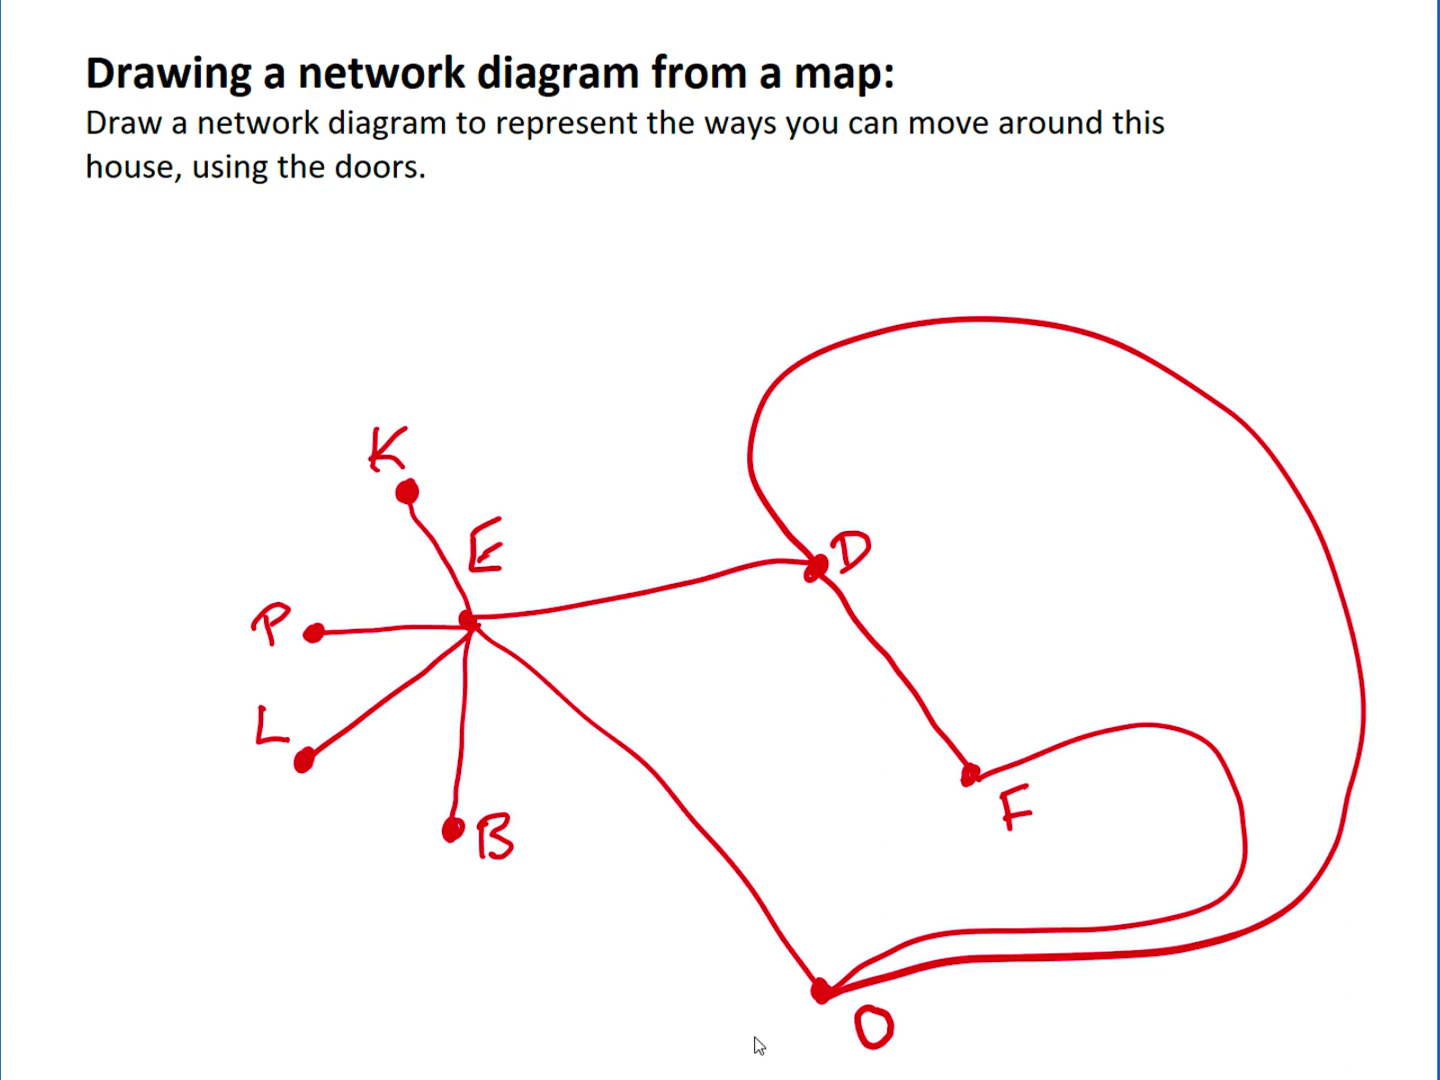 Drawing a network diagram from a map:
Draw a network diagram to represent the ways you can move around this
house, using the doors.
K
E
D
P
L
F
B
O